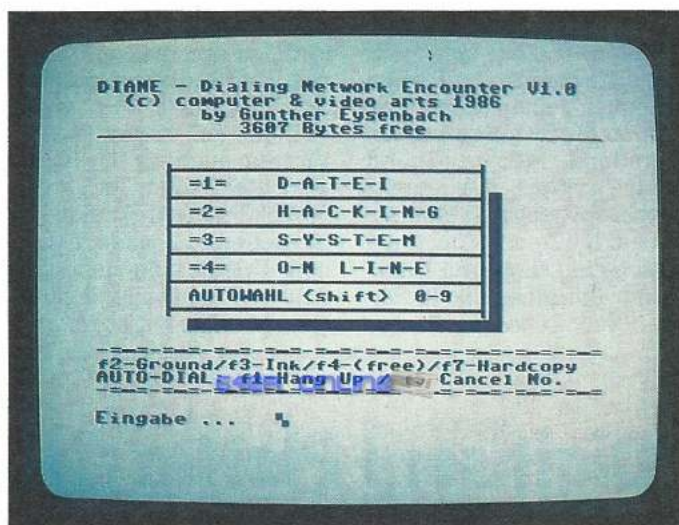 DIANE - Dialing Network Encounter V1.0
(c) computer & video arts 1986
by Gunther Eysenbach
3607 Bytes free
=1= D-A-T-E-I
=2= H-A-C-K-I-N-G
=3= S-Y-S-T-E-M
=4= O-N L-I-N-E
AUTOWAHL (shift) 0-9
f2-Ground/f3-Ink/f4-(free)/f7-Hardcopy
AUTO-DIAL f1-Hang Up / Cancel No.
Eingabe ...